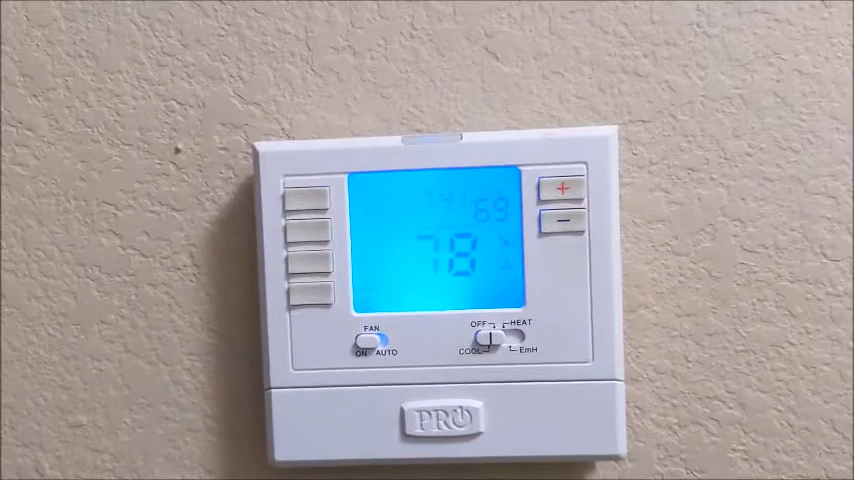 69
78
+
-
FAN
ON AUTO
OFF HEAT
COOL EmH
PRO